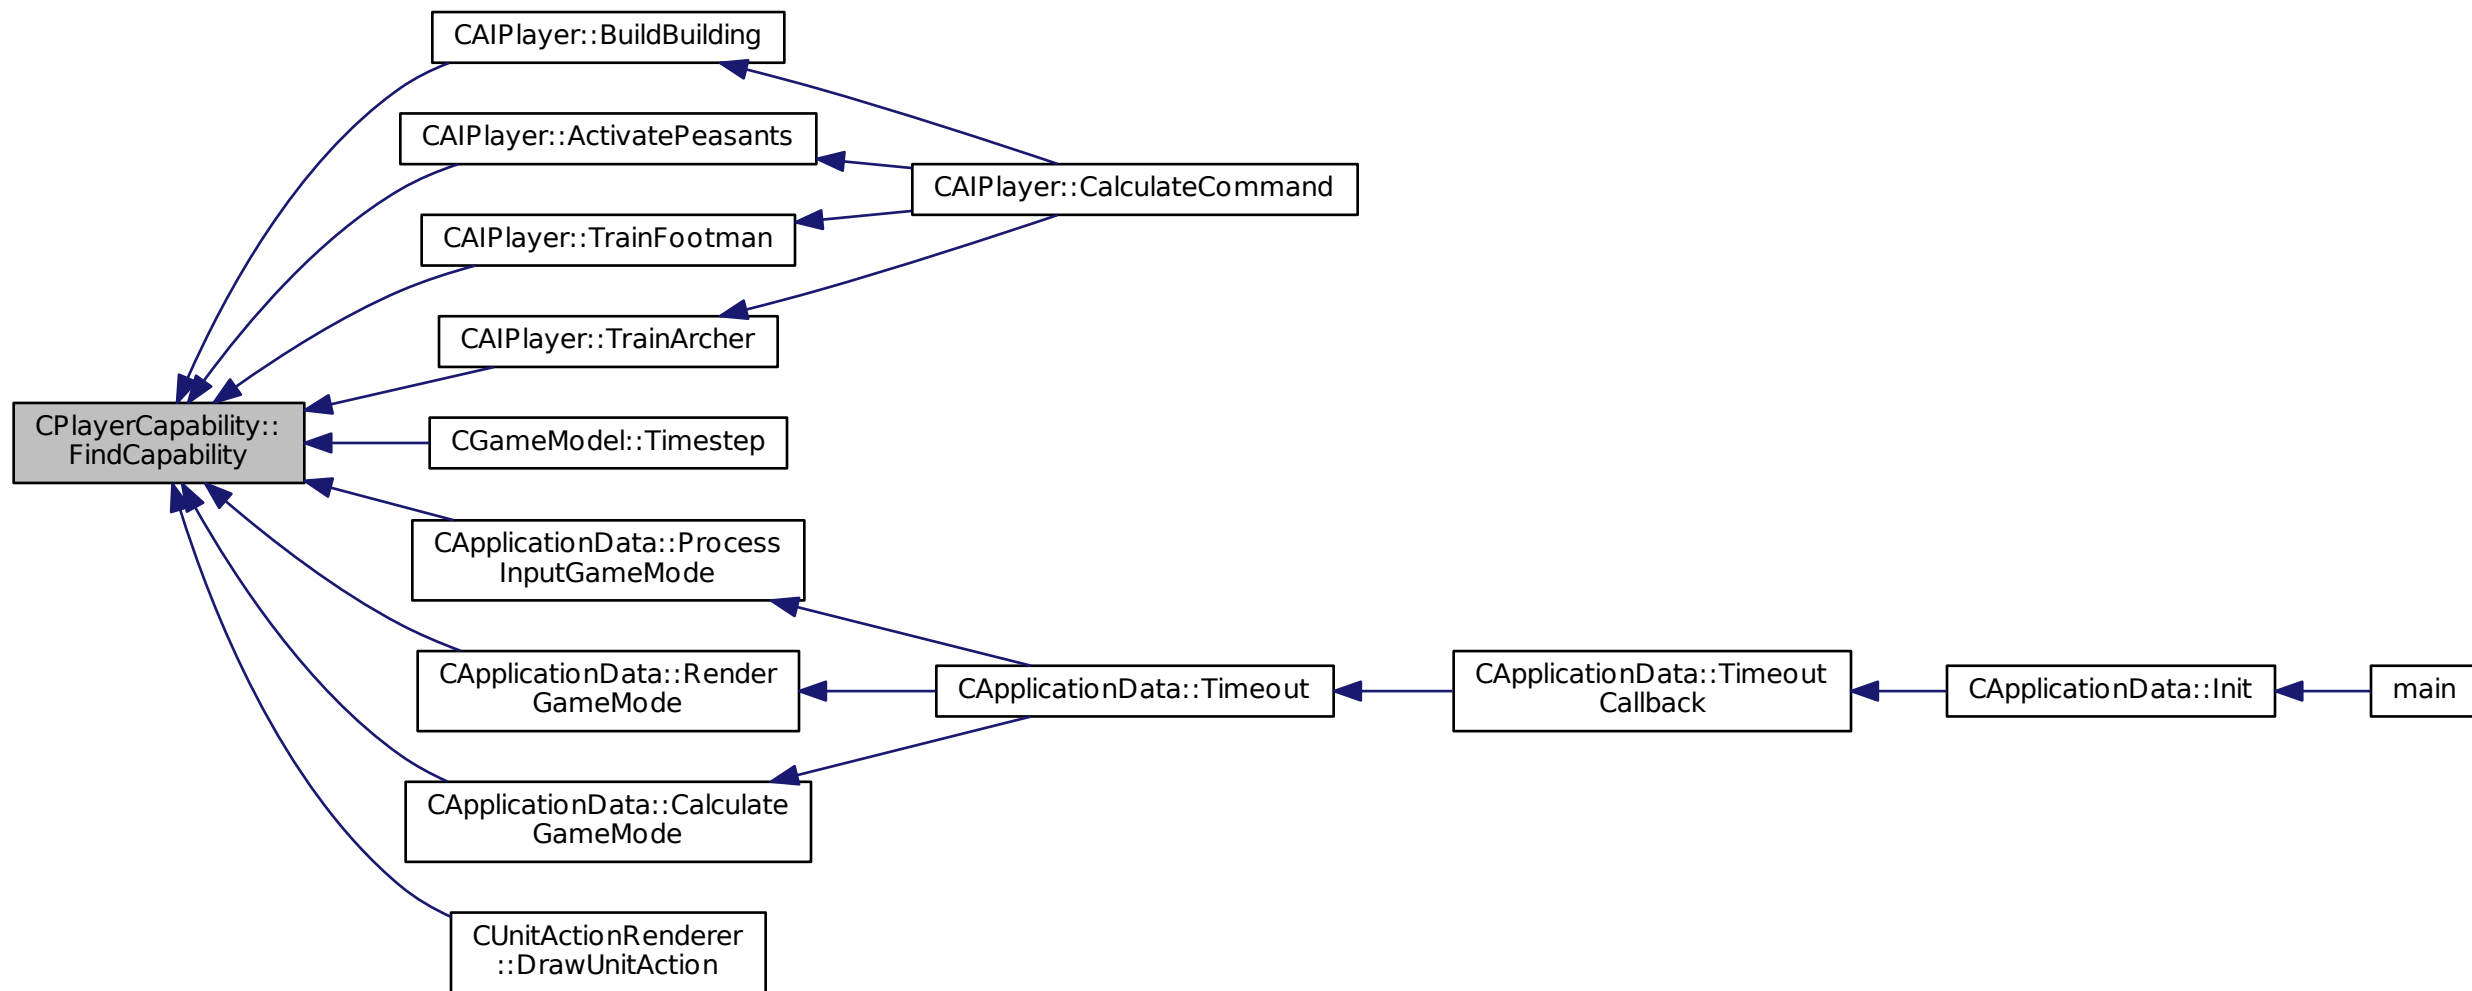 CAIPlayer::BuildBuilding
CAIPlayer::ActivatePeasants
CAIPlayer::CalculateCommand
CAIPlayer::TrainFootman
CAIPlayer::TrainArcher
CPlayerCapability::
FindCapability
CGameModel::Timestep
CApplicationData::Process
InputGameMode
CApplicationData::Render
GameMode
CApplicationData::Timeout
CApplicationData::Timeout
Callback
CApplicationData::Init
main
CApplicationData::Calculate
GameMode
CUnitActionRenderer
::DrawUnitAction